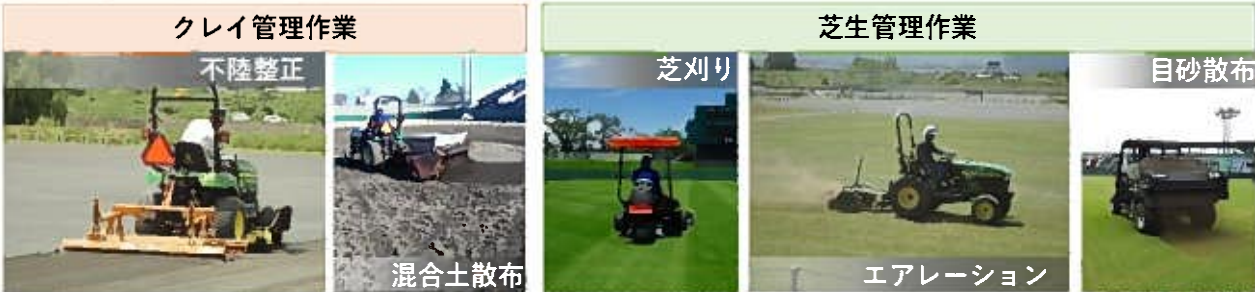 クレイ管理作業
芝生管理作業
不陸整正
混合土散布
芝刈り
エアレーション
目砂散布